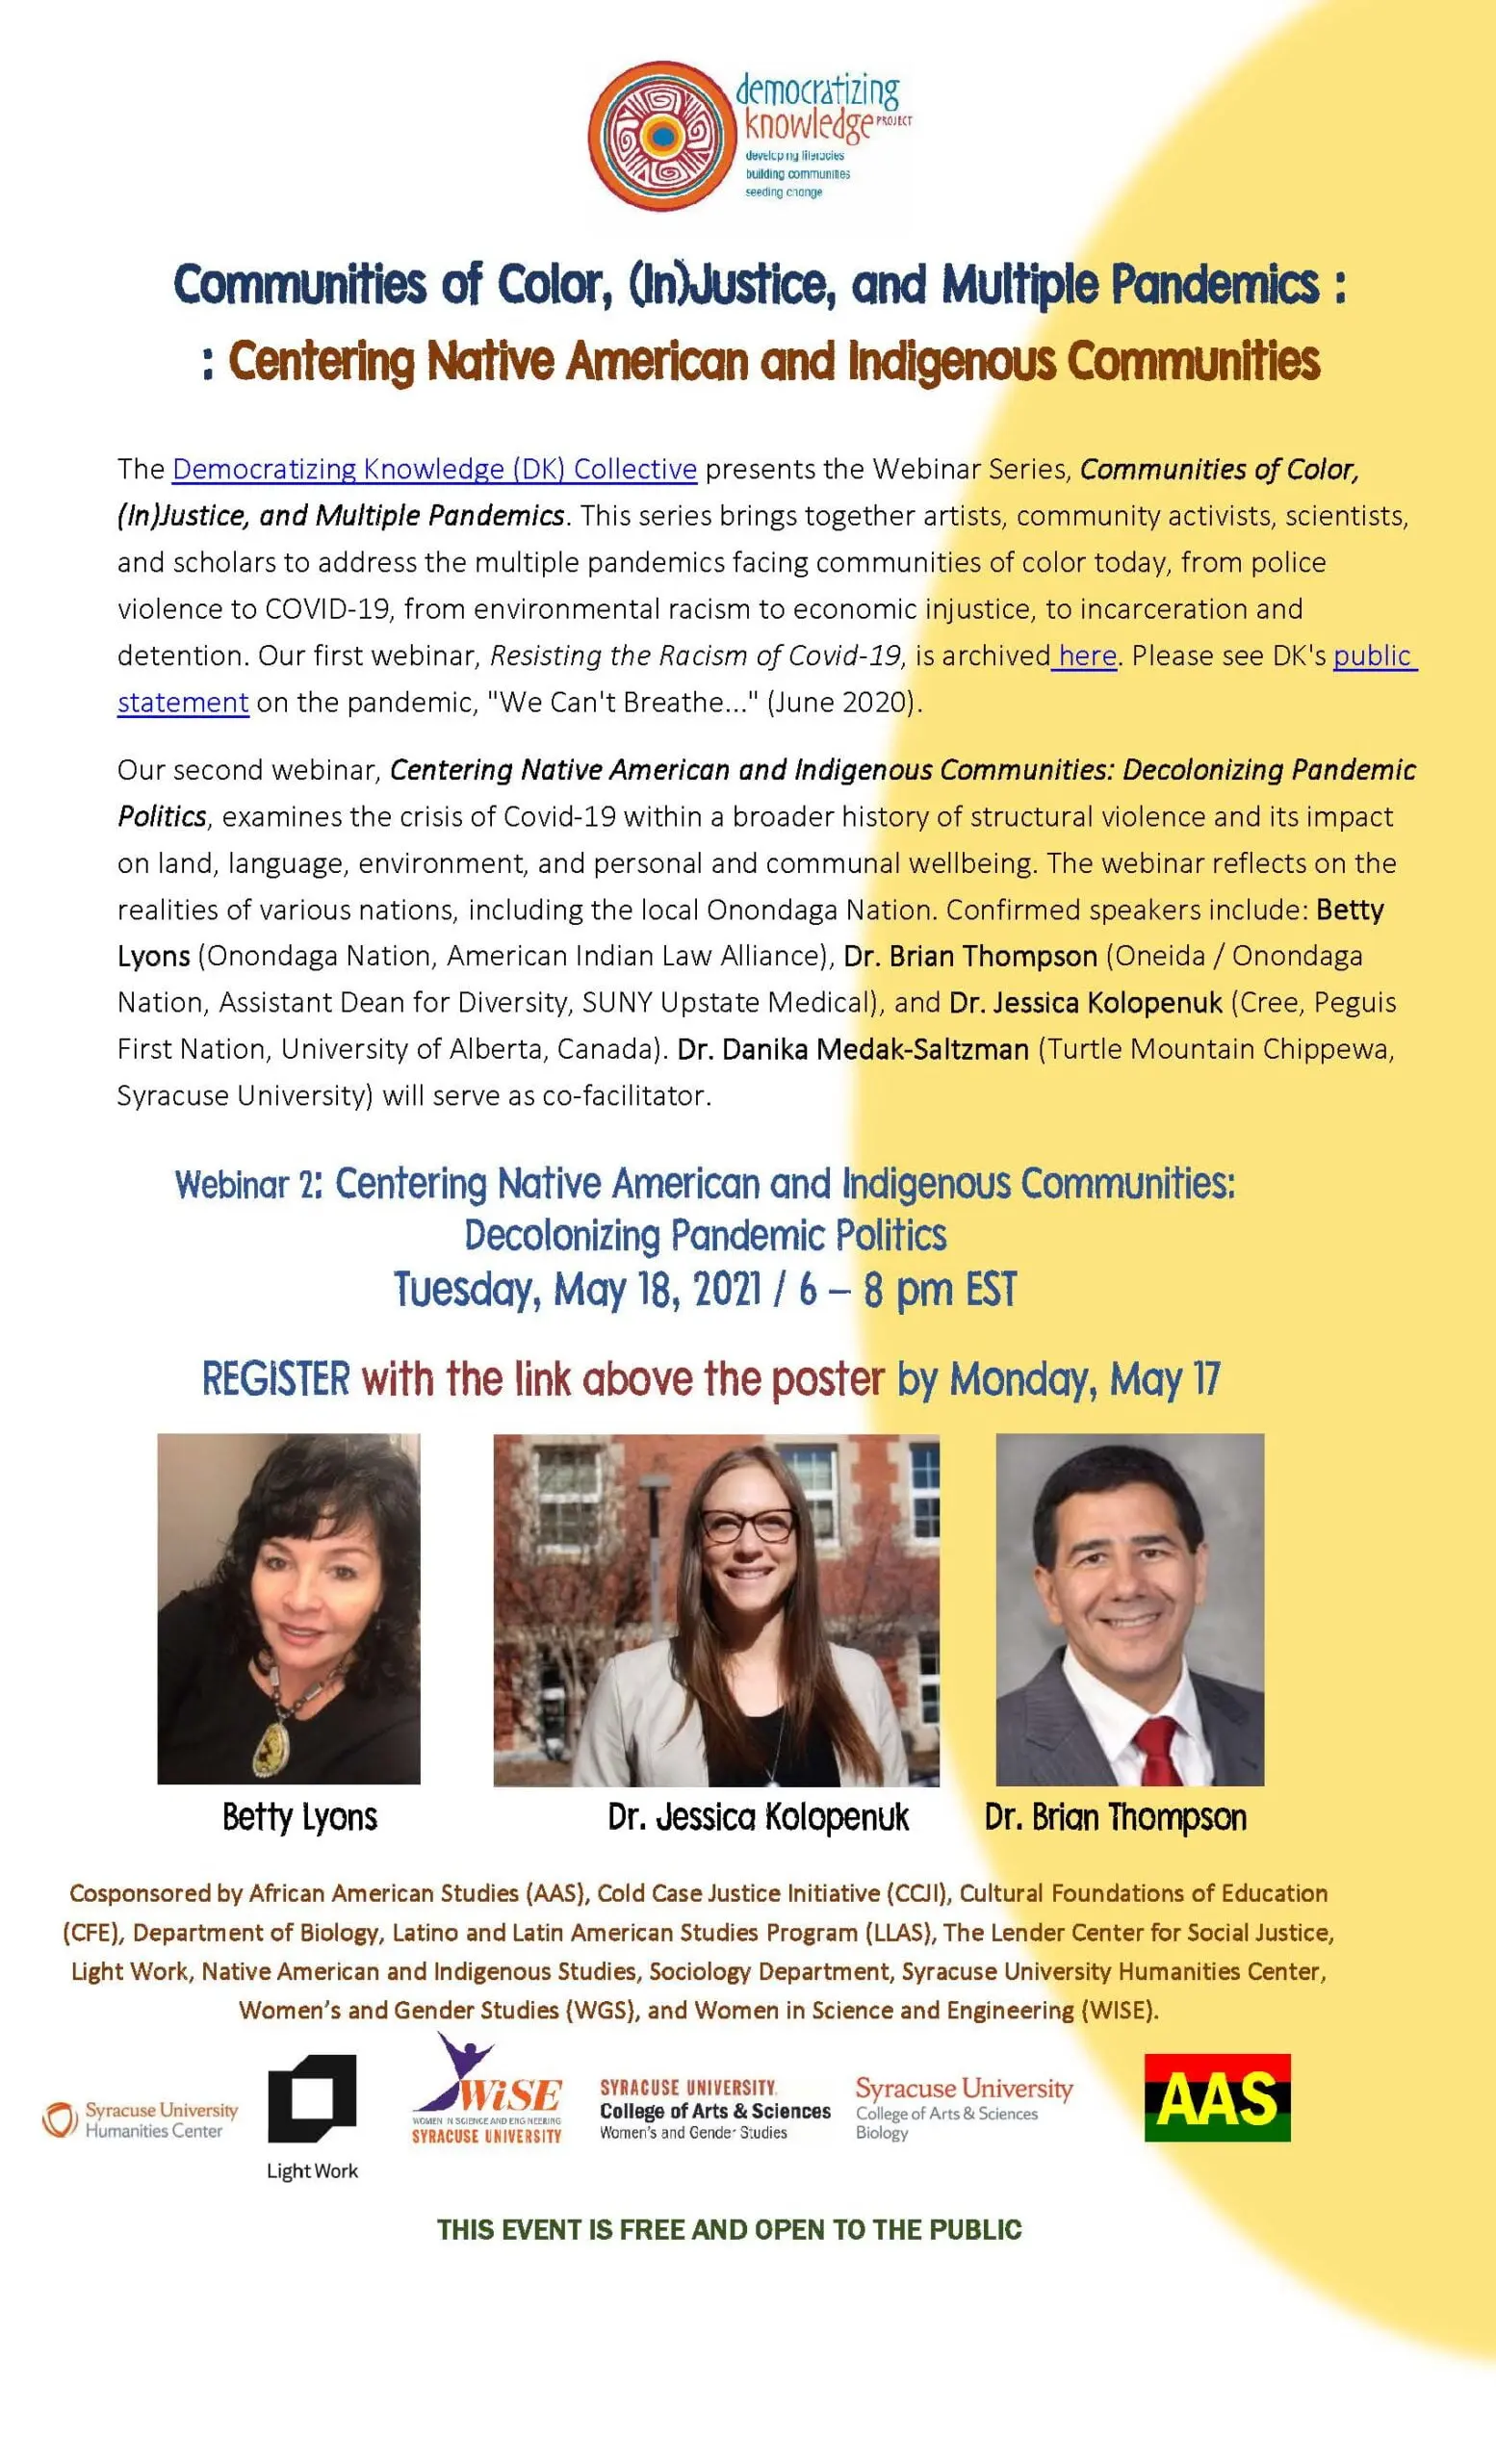 democratizing
knowledge PROJECT
developing literacies
building communities
seeding change
Communities of Color, (In)Justice, and Multiple Pandemics :
: Centering Native American and Indigenous Communities
The Democratizing Knowledge (DK) Collective presents the Webinar Series, Communities of Color,
(In)Justice, and Multiple Pandemics. This series brings together artists, community activists, scientists,
and scholars to address the multiple pandemics facing communities of color today, from police
violence to COVID-19, from environmental racism to economic injustice, to incarceration and
detention. Our first webinar, Resisting the Racism of Covid-19, is archived here. Please see DK's public
statement on the pandemic, "We Can't Breathe..." (June 2020).
Our second webinar, Centering Native American and Indigenous Communities: Decolonizing Pandemic
Politics, examines the crisis of Covid-19 within a broader history of structural violence and its impact
on land, language, environment, and personal and communal wellbeing. The webinar reflects on the
realities of various nations, including the local Onondaga Nation. Confirmed speakers include: Betty
Lyons (Onondaga Nation, American Indian Law Alliance), Dr. Brian Thompson (Oneida / Onondaga
Nation, Assistant Dean for Diversity, SUNY Upstate Medical), and Dr. Jessica Kolopenuk (Cree, Peguis
First Nation, University of Alberta, Canada). Dr. Danika Medak-Saltzman (Turtle Mountain Chippewa,
Syracuse University) will serve as co-facilitator.
Webinar 2: Centering Native American and Indigenous Communities:
Decolonizing Pandemic Politics
Tuesday, May 18, 2021 / 6 – 8 pm EST
REGISTER with the link above the poster by Monday, May 17
Betty Lyons
Dr. Jessica Kolopenuk
Dr. Brian Thompson
Cosponsored by African American Studies (AAS), Cold Case Justice Initiative (CCJI), Cultural Foundations of Education
(CFE), Department of Biology, Latino and Latin American Studies Program (LLAS), The Lender Center for Social Justice,
Light Work, Native American and Indigenous Studies, Sociology Department, Syracuse University Humanities Center,
Women's and Gender Studies (WGS), and Women in Science and Engineering (WISE).
Syracuse University
Humanities Center
Light Work
WiSE
WOMEN IN SCIENCE AND ENGINEERING
SYRACUSE UNIVERSITY
SYRACUSE UNIVERSITY.
College of Arts & Sciences
Women's and Gender Studies
Syracuse University
College of Arts & Sciences
Biology
AAS
THIS EVENT IS FREE AND OPEN TO THE PUBLIC